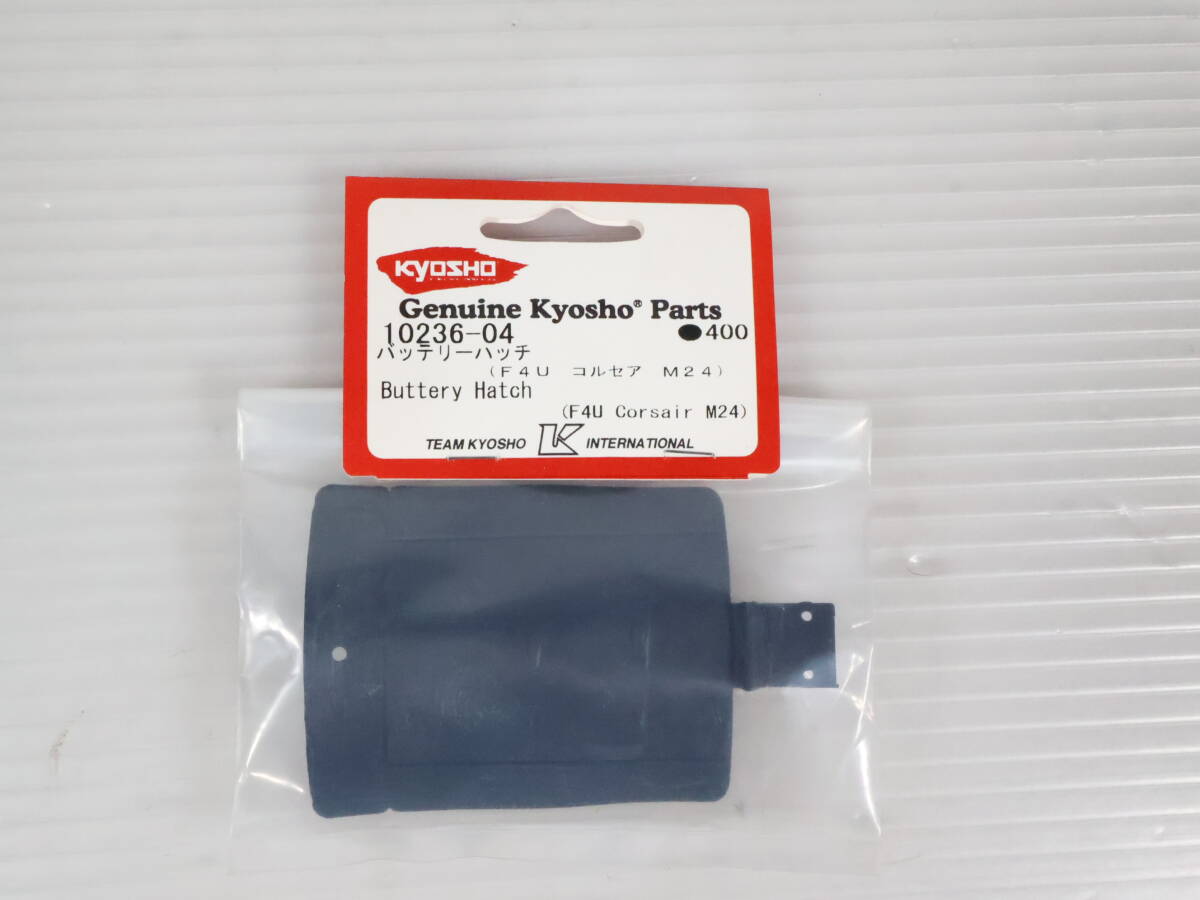 KYOSHO
Genuine Kyosho® Parts
10236-04 ●400
バッテリーハッチ
(F4U コルセア M24)
Buttery Hatch
(F4U Corsair M24)
TEAM KYOSHO K INTERNATIONAL